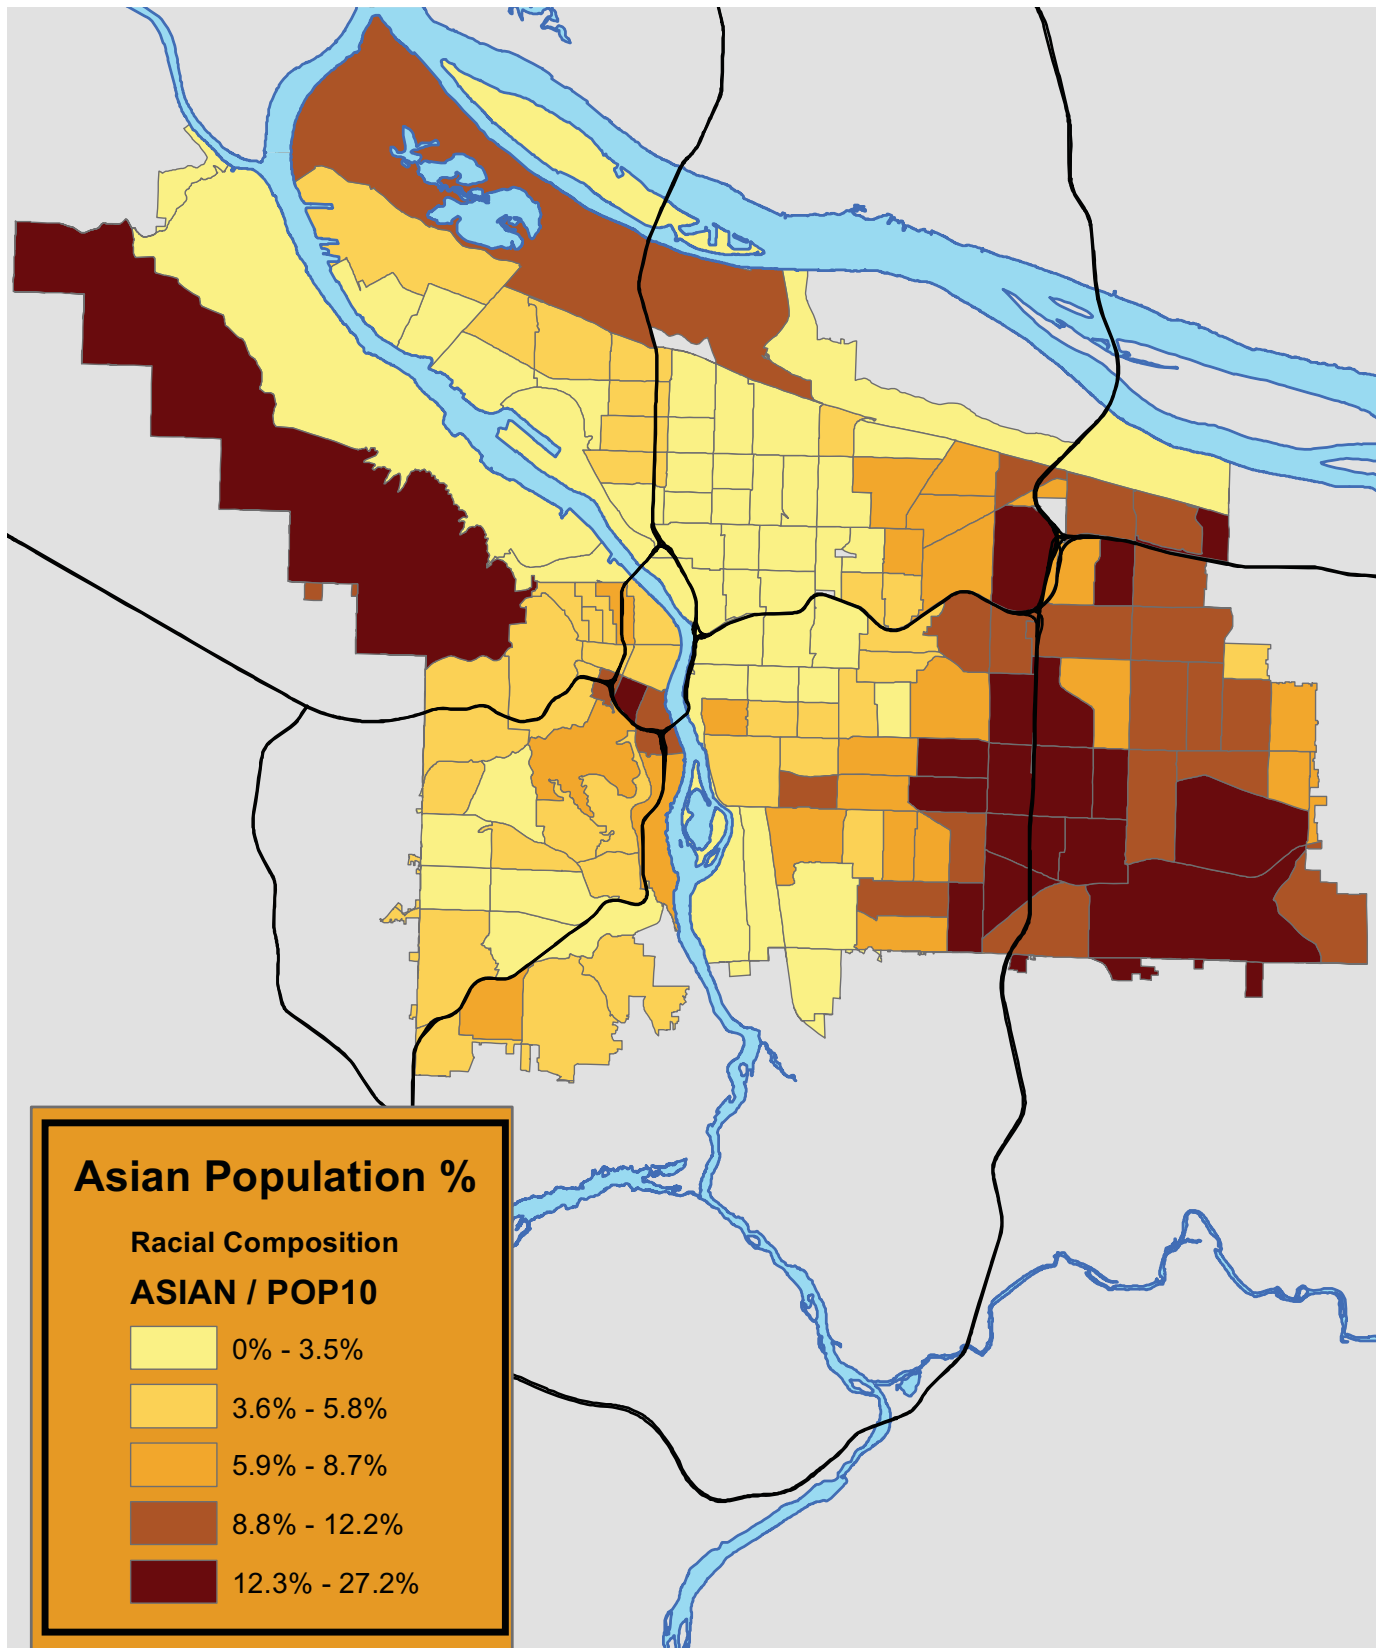 Asian Population %
Racial Composition
ASIAN / POP10
0% - 3.5%
3.6% - 5.8%
5.9% - 8.7%
8.8% - 12.2%
12.3% - 27.2%